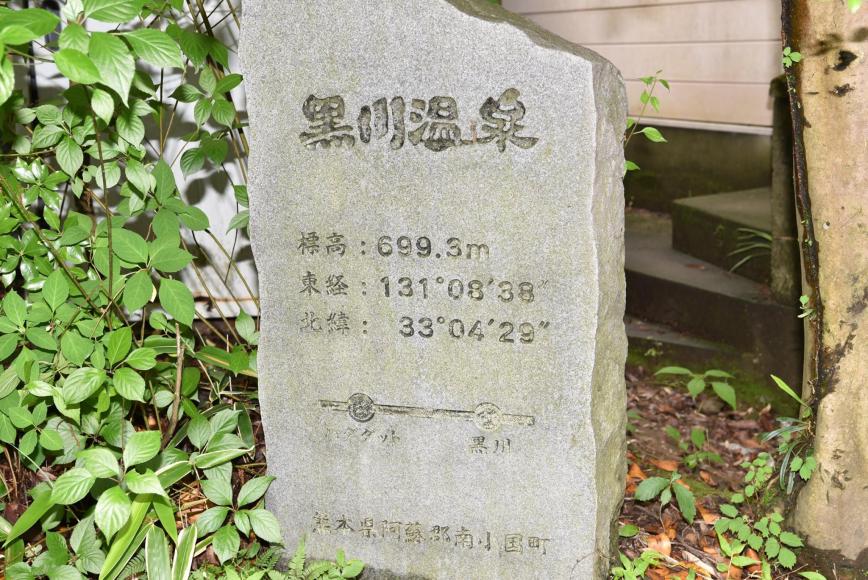 黒川温泉
標高：699.3m
東経：131°08′38″
北緯：33°04′29″
黒川
熊本県阿蘇郡南小国町